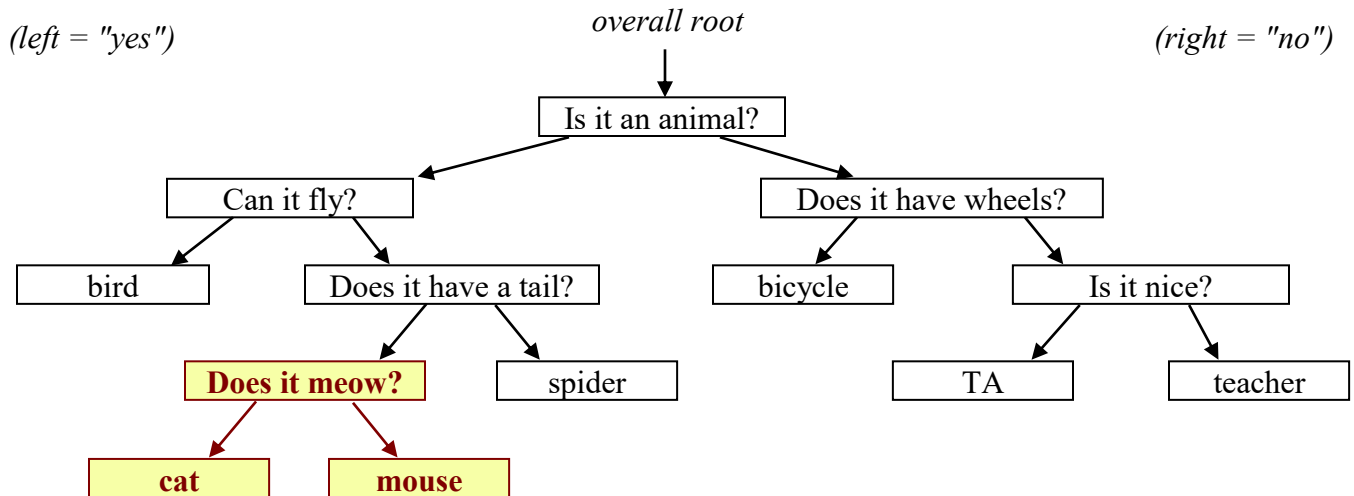 overall root
(left = "yes")
(right = "no")
Is it an animal?
Can it fly?
Does it have wheels?
bird
Does it have a tail?
bicycle
Is it nice?
Does it meow?
spider
TA
teacher
cat
mouse